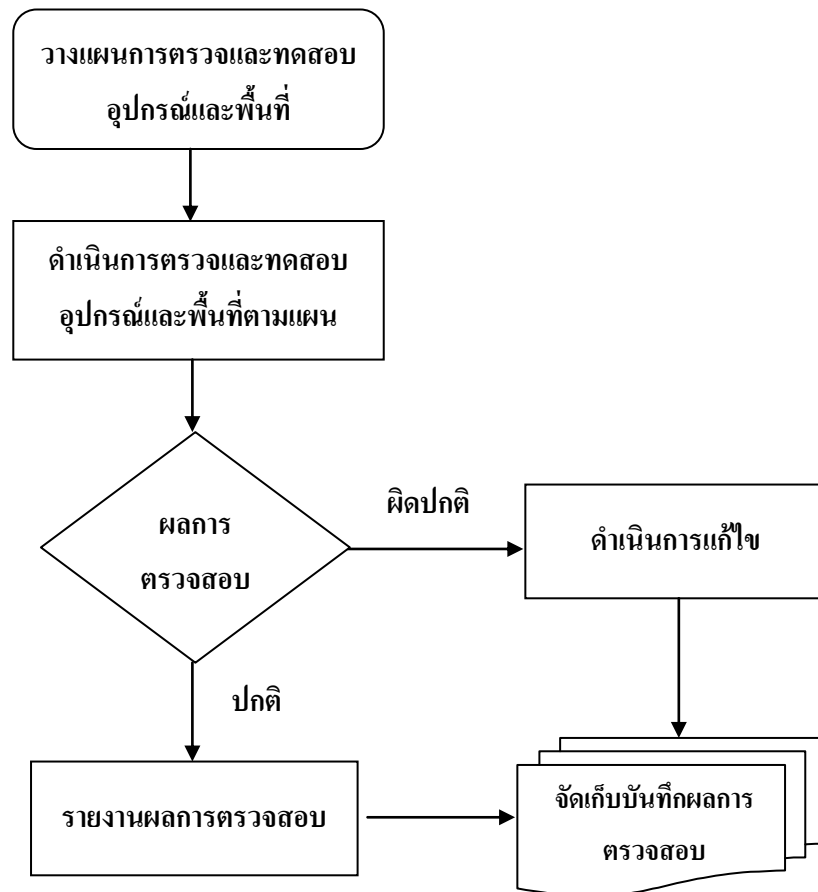 วางแผนการตรวจและทดสอบ
อุปกรณ์และพื้นที่
ดำเนินการตรวจและทดสอบ
อุปกรณ์และพื้นที่ตามแผน
ผลการ
ตรวจสอบ
ผิดปกติ
ดำเนินการแก้ไข
ปกติ
รายงานผลการตรวจสอบ
จัดเก็บบันทึกผลการ
ตรวจสอบ